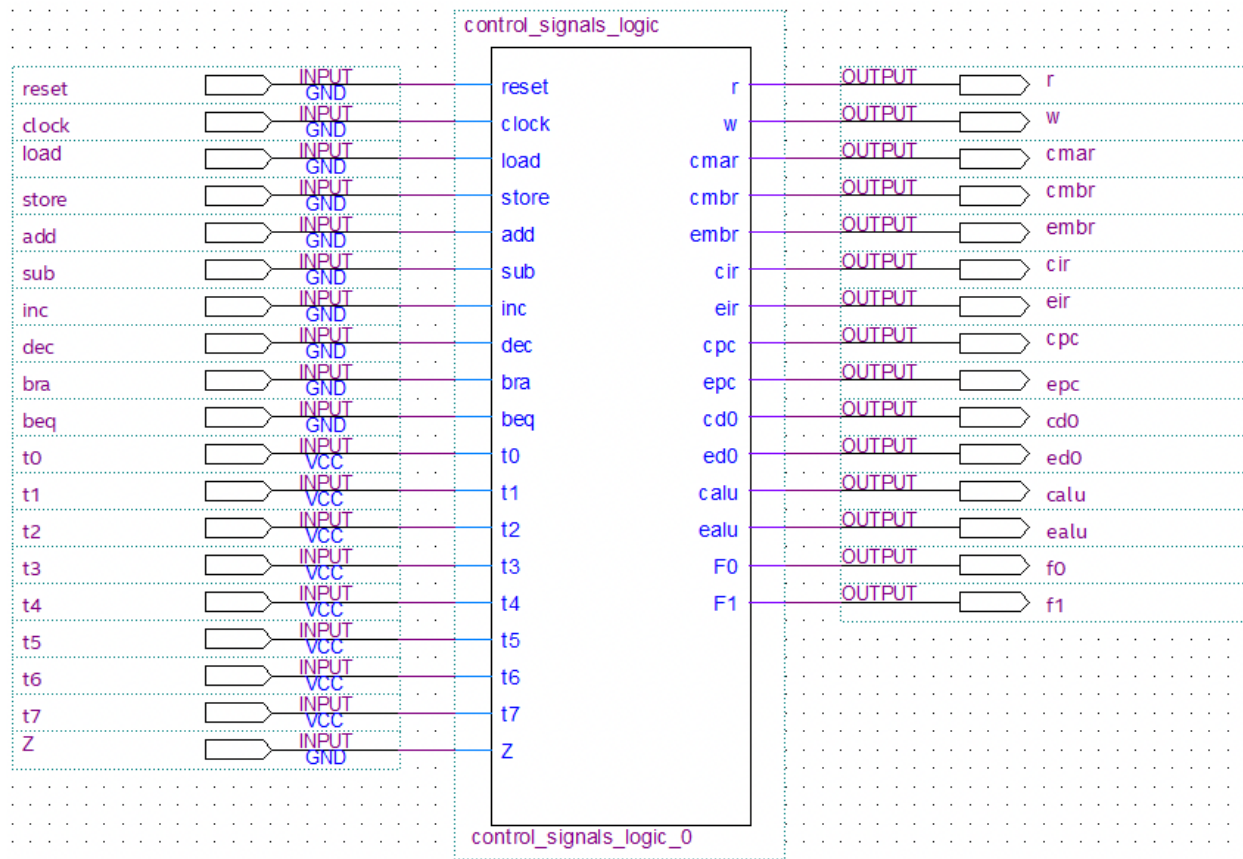 control_signals_logic
reset INPUT GND reset r OUTPUT r
clock INPUT GND clock w OUTPUT w
load INPUT GND load cmar OUTPUT cmar
store INPUT GND store cmbr OUTPUT cmbr
add INPUT GND add embr OUTPUT embr
sub INPUT GND sub cir OUTPUT cir
inc INPUT GND inc eir OUTPUT eir
dec INPUT GND dec cpc OUTPUT cpc
bra INPUT GND bra epc OUTPUT epc
beq INPUT GND beq cd0 OUTPUT cd0
t0 INPUT VCC t0 ed0 OUTPUT ed0
t1 INPUT VCC t1 calu OUTPUT calu
t2 INPUT VCC t2 ealu OUTPUT ealu
t3 INPUT VCC t3 F0 OUTPUT f0
t4 INPUT VCC t4 F1 OUTPUT f1
t5 INPUT VCC t5
t6 INPUT VCC t6
t7 INPUT VCC t7
Z INPUT GND Z
control_signals_logic_0